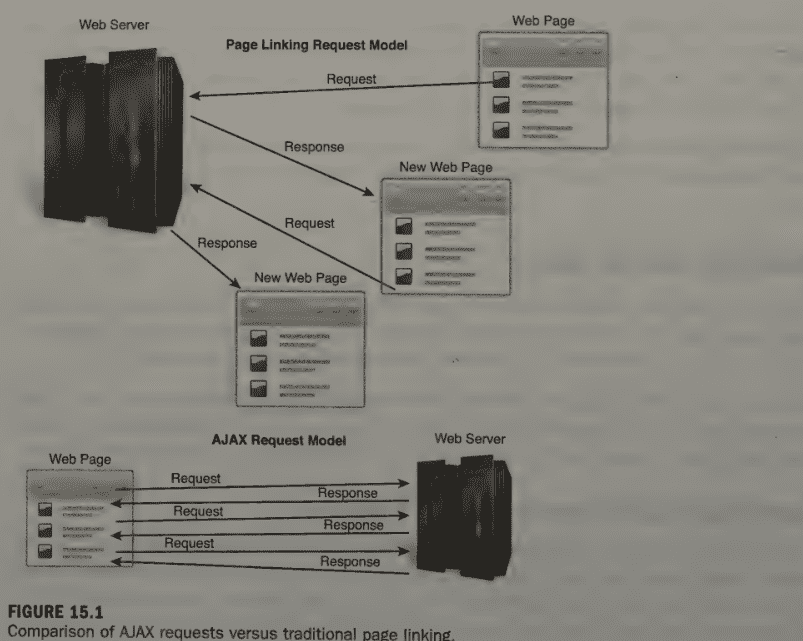 Web Server
Page Linking Request Model
Web Page
Request
Response
New Web Page
Request
Response
New Web Page
AJAX Request Model
Web Page
Web Server
Request
Response
Request
Response
Request
Response
FIGURE 15.1
Comparison of AJAX requests versus traditional page linking.